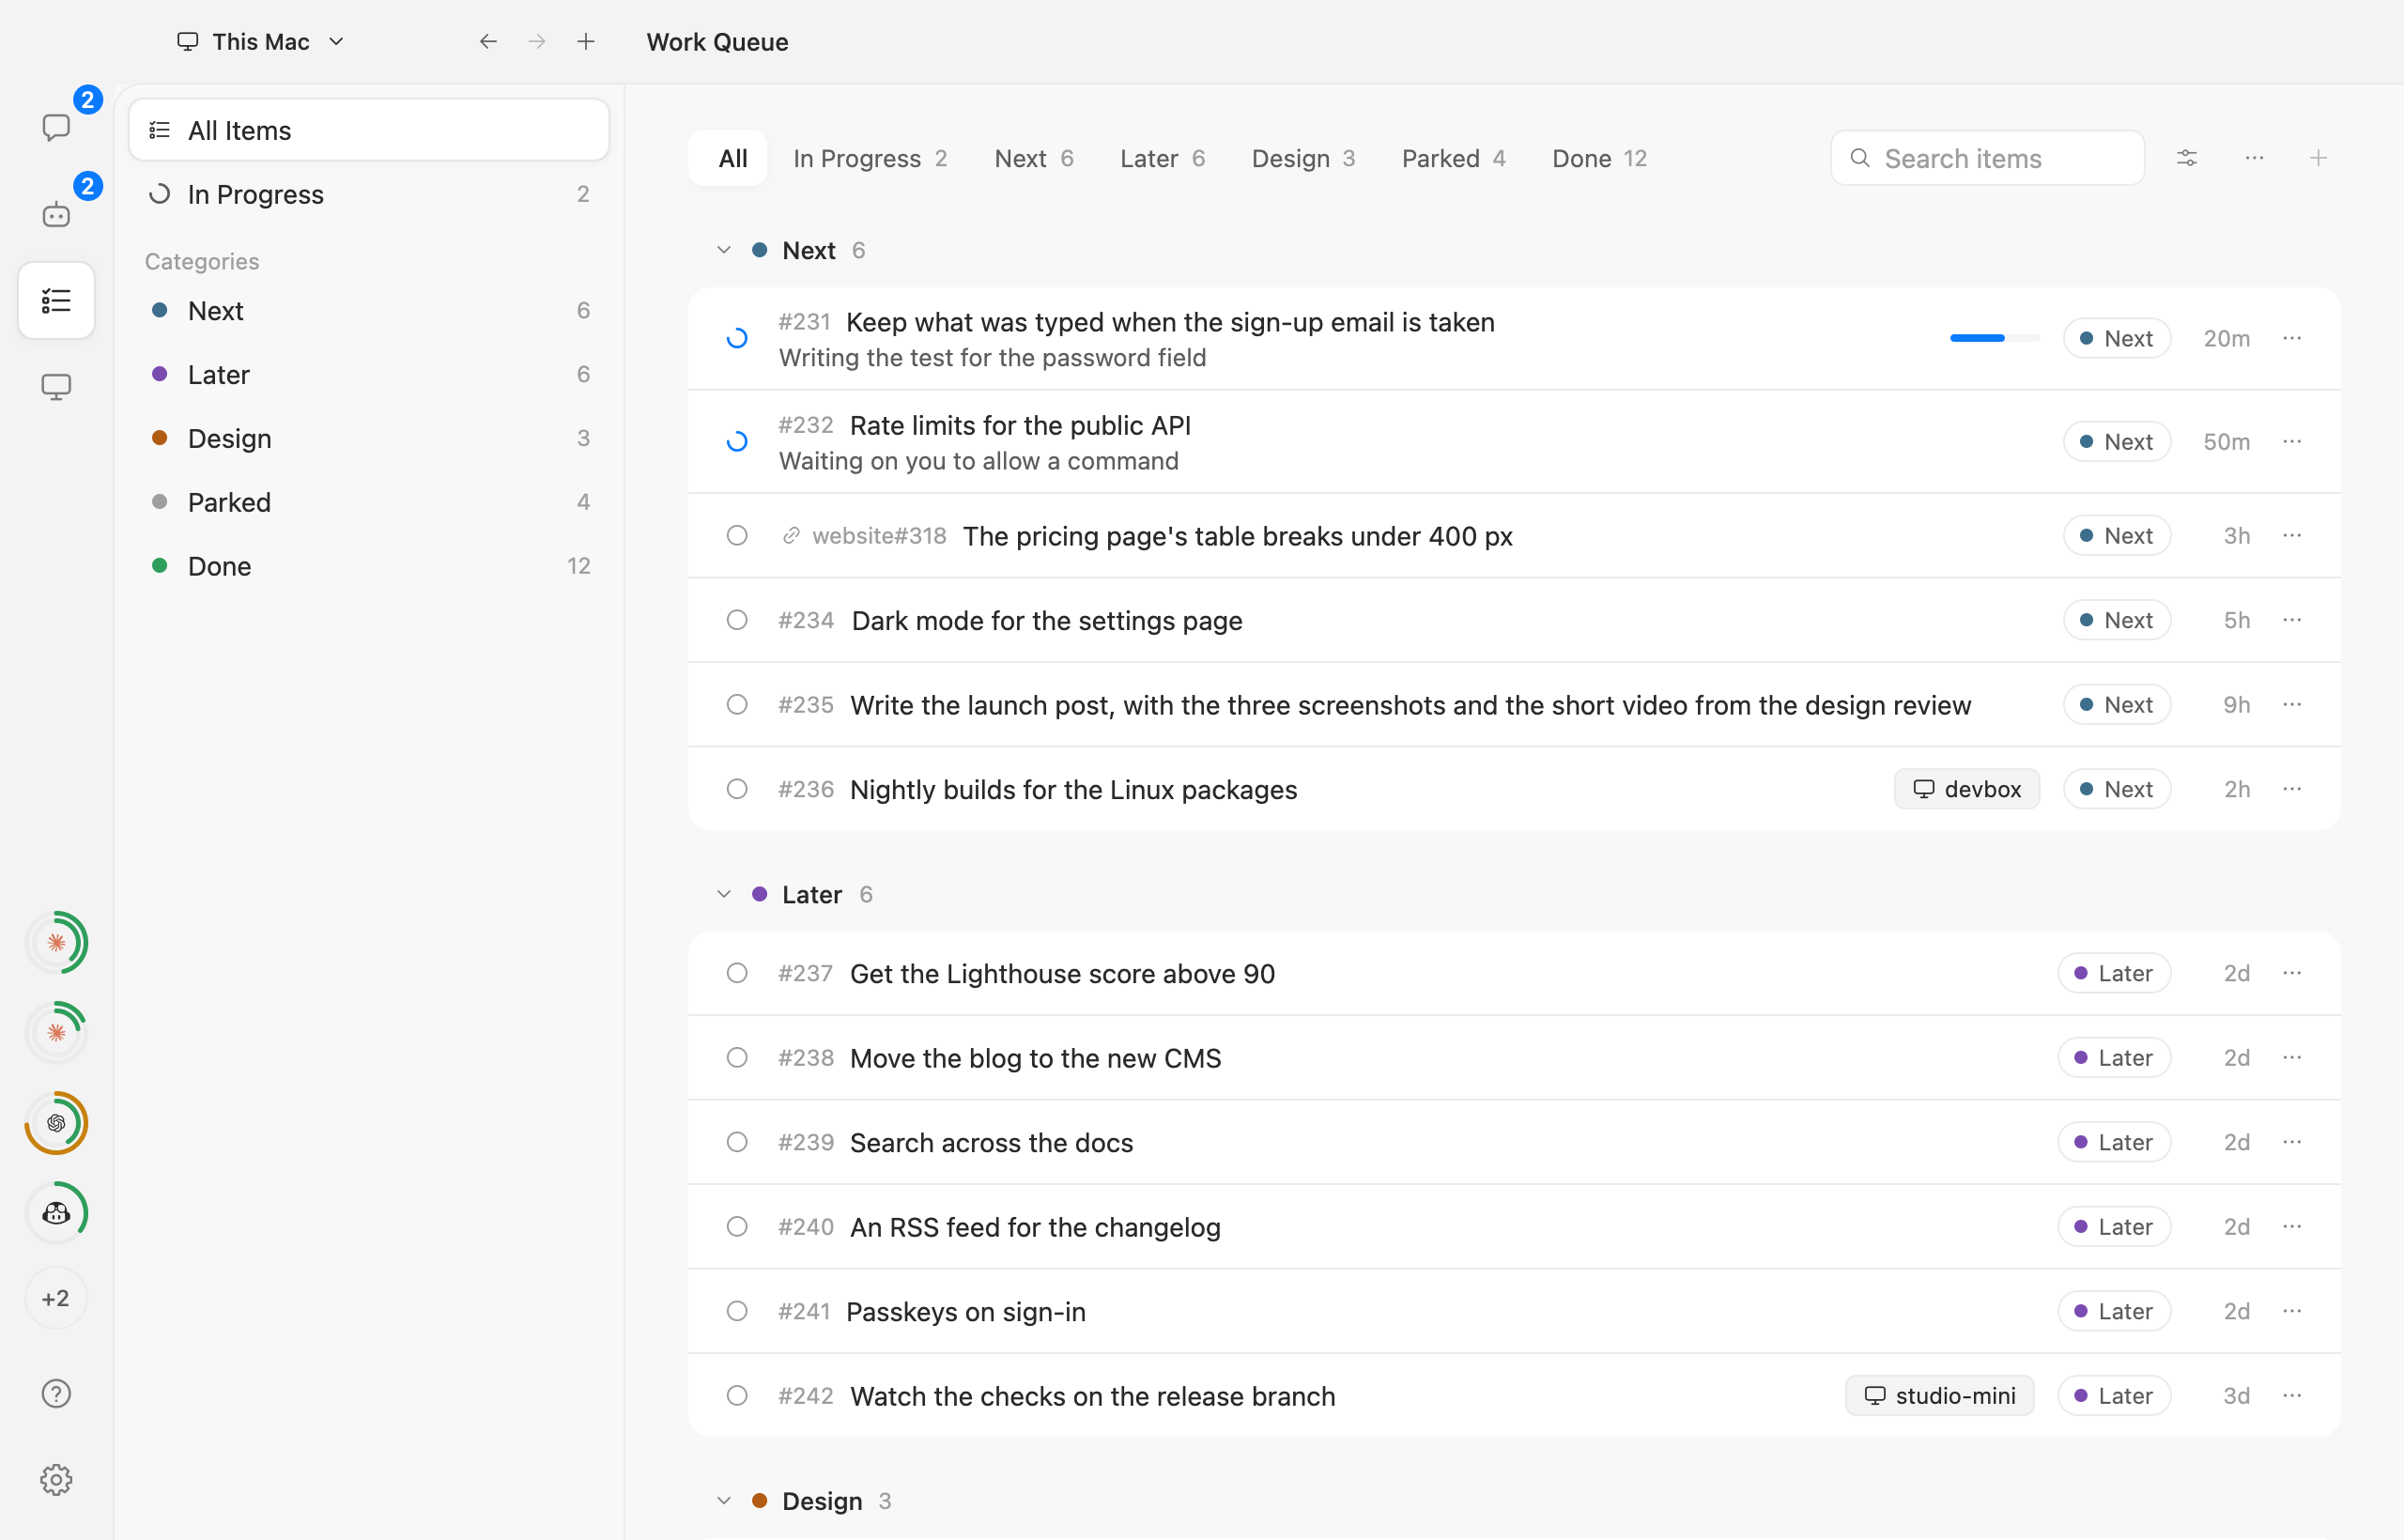 This Mac
Work Queue
2
2
All Items
In Progress 2
Categories
Next 6
Later 6
Design 3
Parked 4
Done 12
+2
All In Progress 2 Next 6 Later 6 Design 3 Parked 4 Done 12 Search items
Next 6
#231 Keep what was typed when the sign-up email is taken Next 20m
Writing the test for the password field
#232 Rate limits for the public API Next 50m
Waiting on you to allow a command
website#318 The pricing page's table breaks under 400 px Next 3h
#234 Dark mode for the settings page Next 5h
#235 Write the launch post, with the three screenshots and the short video from the design review Next 9h
#236 Nightly builds for the Linux packages devbox Next 2h
Later 6
#237 Get the Lighthouse score above 90 Later 2d
#238 Move the blog to the new CMS Later 2d
#239 Search across the docs Later 2d
#240 An RSS feed for the changelog Later 2d
#241 Passkeys on sign-in Later 2d
#242 Watch the checks on the release branch studio-mini Later 3d
Design 3